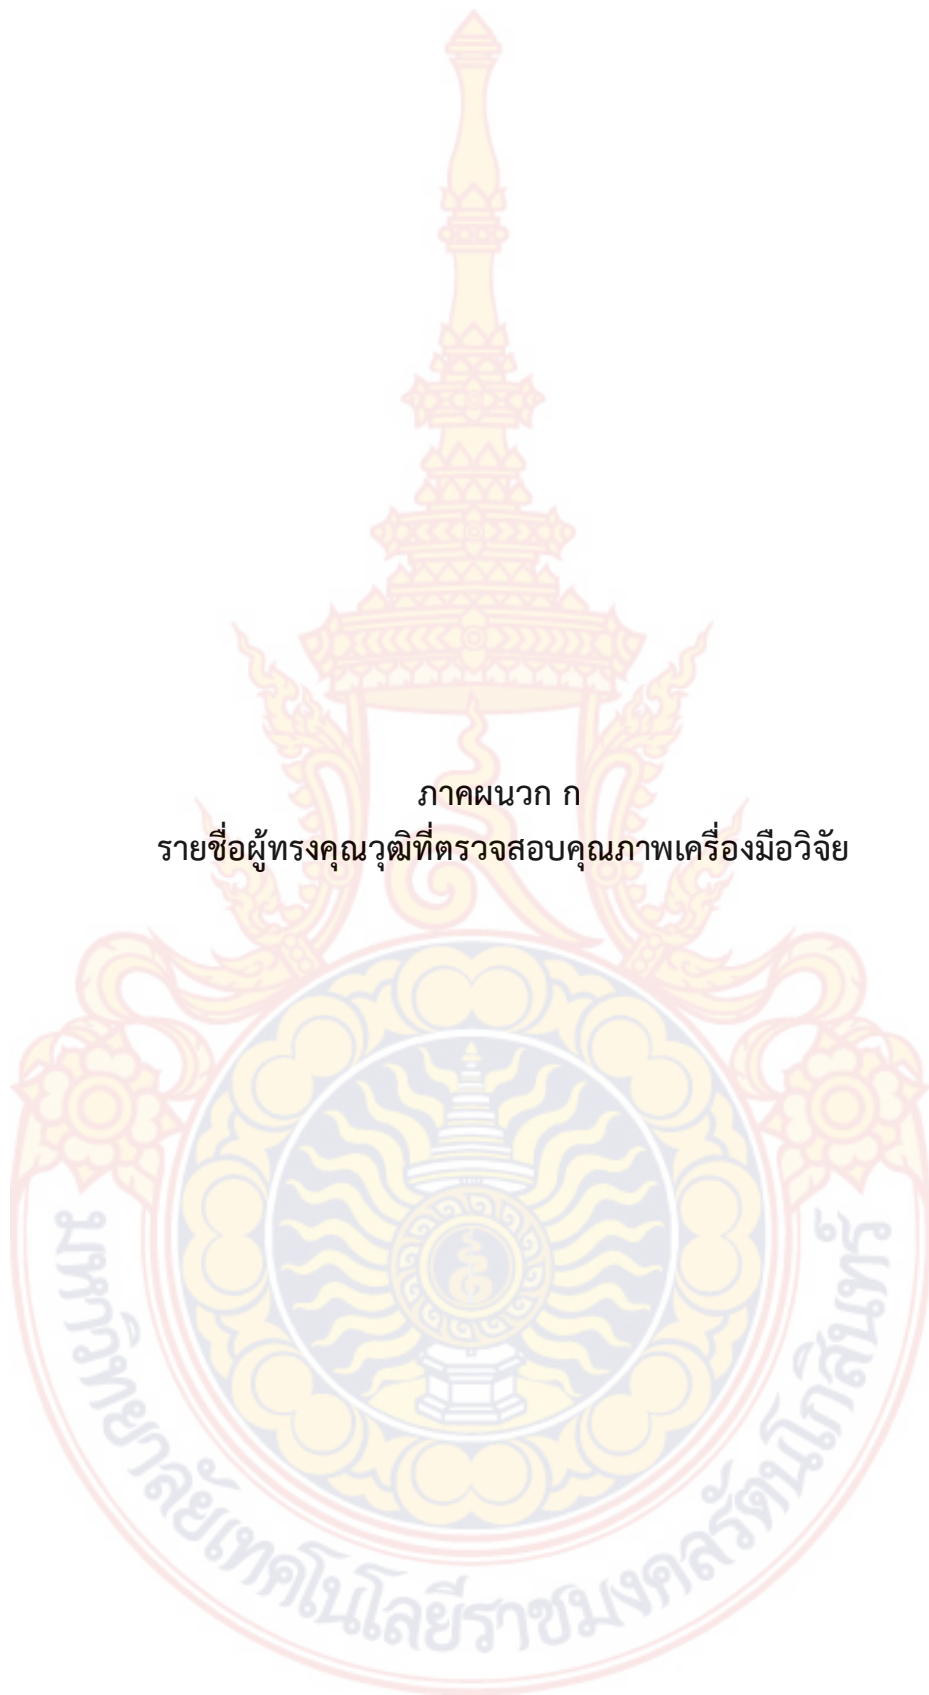 ภาคผนวก ก
รายชื่อผู้ทรงคุณวุฒิที่ตรวจสอบคุณภาพเครื่องมือวิจัย
มหาวิทยาลัยเทคโนโลยีราชมงคลรัตนโกสินทร์